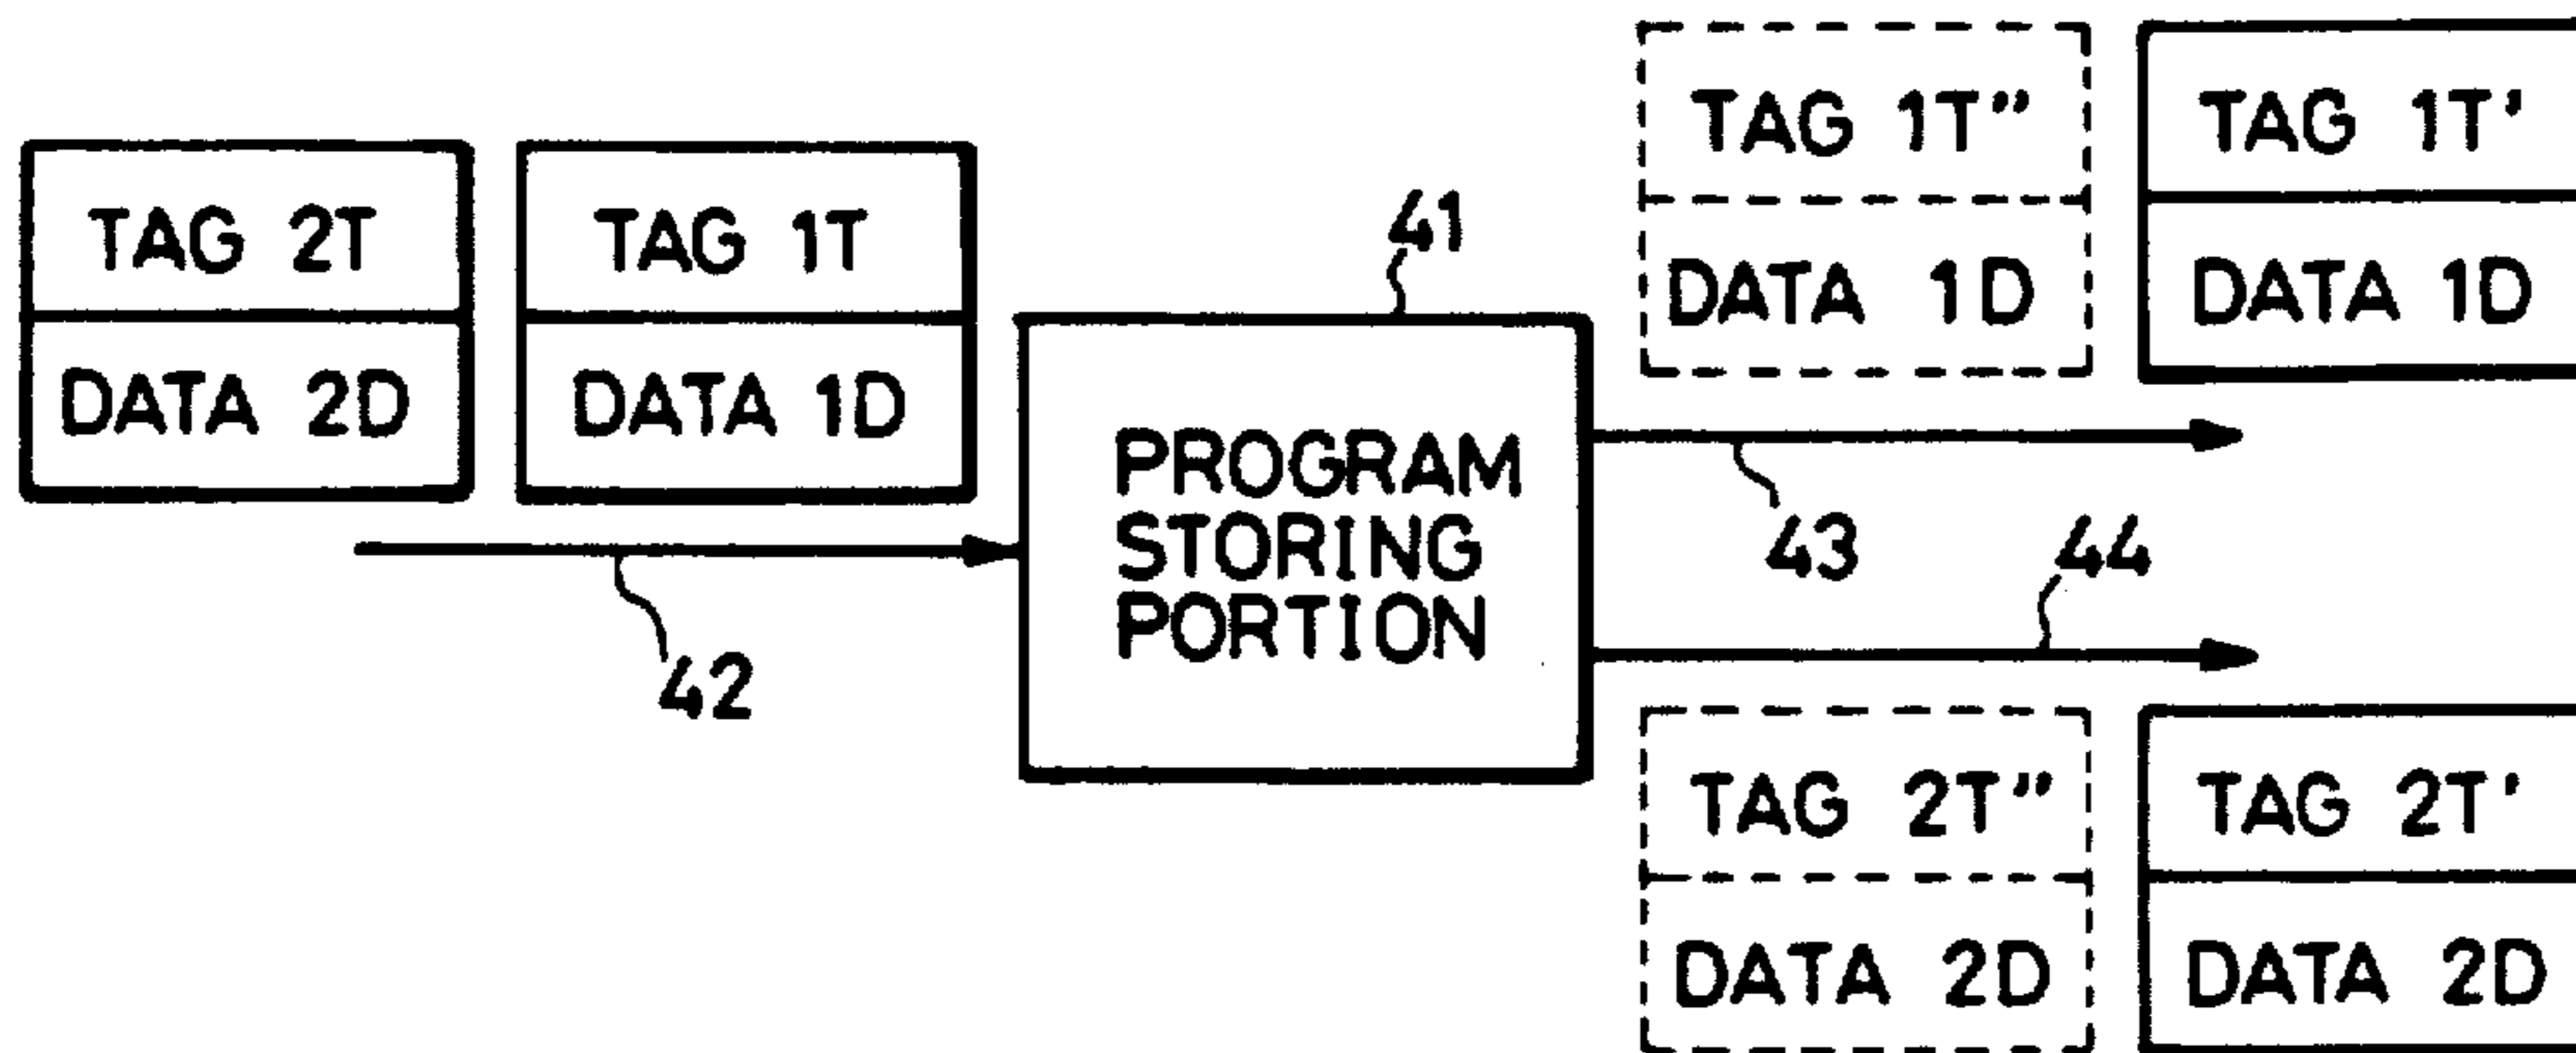 TAG 2T
DATA 2D
TAG 1T
DATA 1D
42
41
PROGRAM
STORING
PORTION
TAG 1T"
DATA 1D
TAG 1T'
DATA 1D
43
44
TAG 2T"
DATA 2D
TAG 2T'
DATA 2D